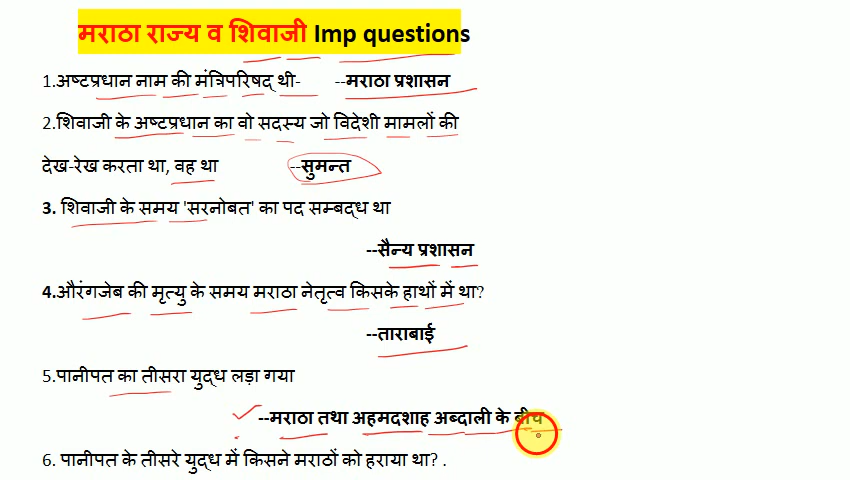 मराठा राज्य व शिवाजी Imp questions
1.अष्टप्रधान नाम की मंत्रिपरिषद् थी- --मराठा प्रशासन
2.शिवाजी के अष्टप्रधान का वो सदस्य जो विदेशी मामलों की
देख-रेख करता था, वह था --सुमन्त
3. शिवाजी के समय 'सरनोबत' का पद सम्बद्ध था
--सैन्य प्रशासन
4.औरंगजेब की मृत्यु के समय मराठा नेतृत्व किसके हाथों में था?
--ताराबाई
5.पानीपत का तीसरा युद्ध लड़ा गया
--मराठा तथा अहमदशाह अब्दाली के बीच
6. पानीपत के तीसरे युद्ध में किसने मराठों को हराया था? .